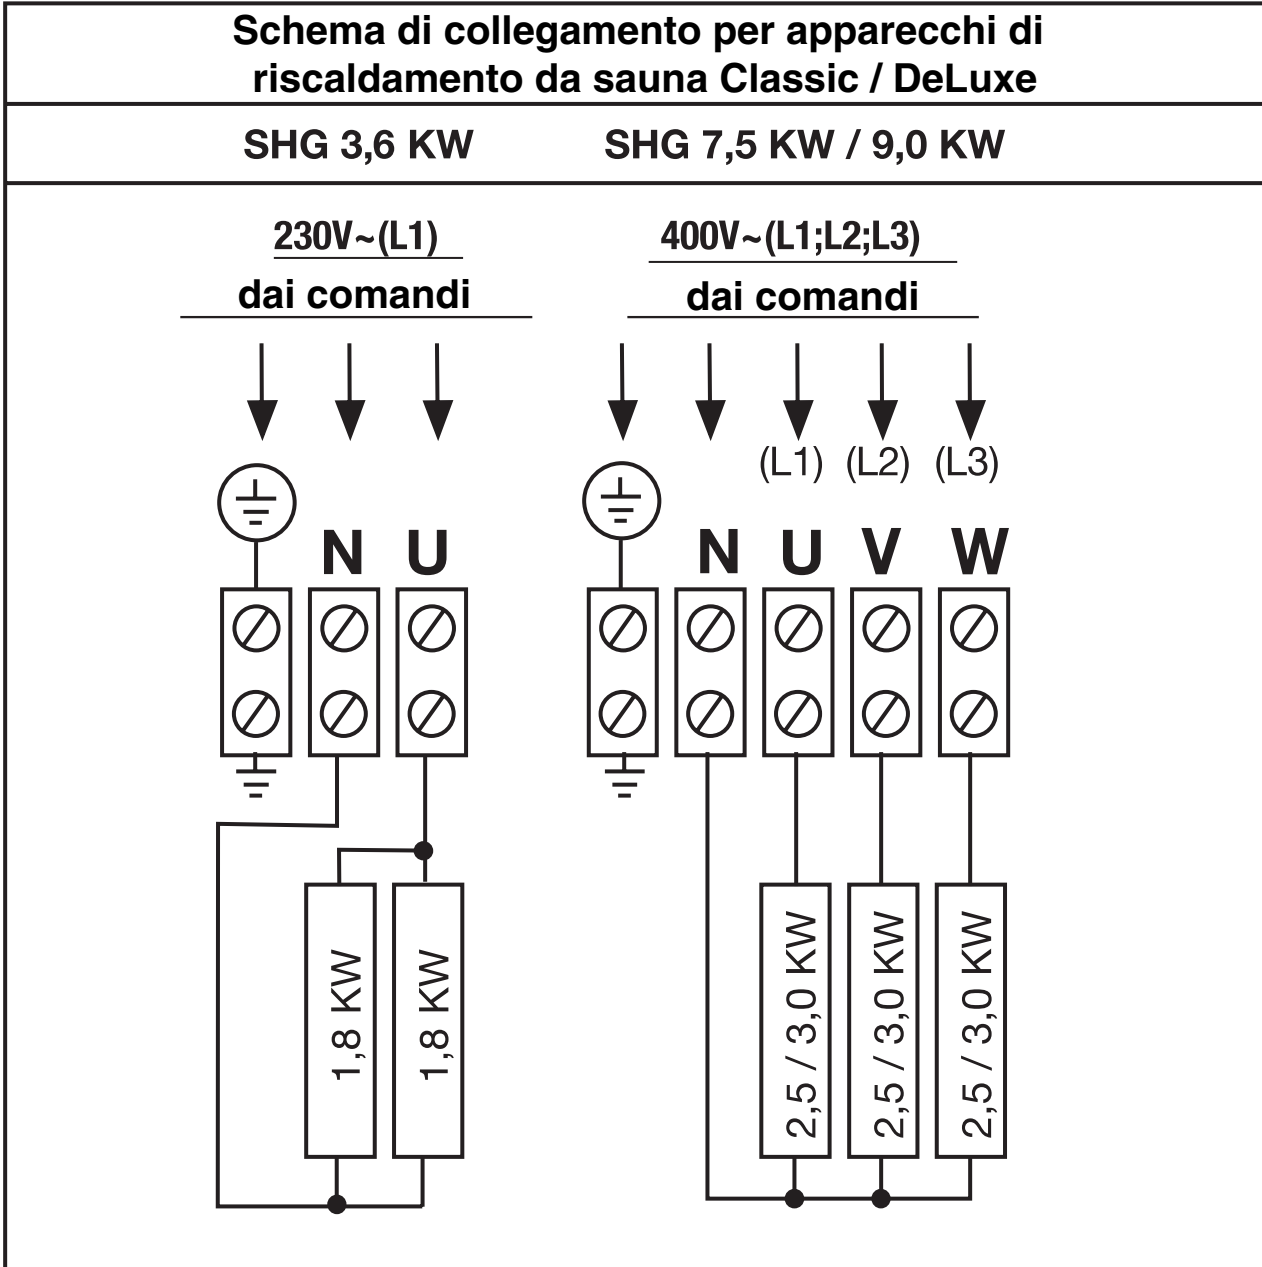 Schema di collegamento per apparecchi di
riscaldamento da sauna Classic / DeLuxe
SHG 3,6 KW
SHG 7,5 KW / 9,0 KW
230V~(L1)
dai comandi
N U
1,8 KW
1,8 KW
400V~(L1;L2;L3)
dai comandi
(L1) (L2) (L3)
N U V W
2,5 / 3,0 KW
2,5 / 3,0 KW
2,5 / 3,0 KW